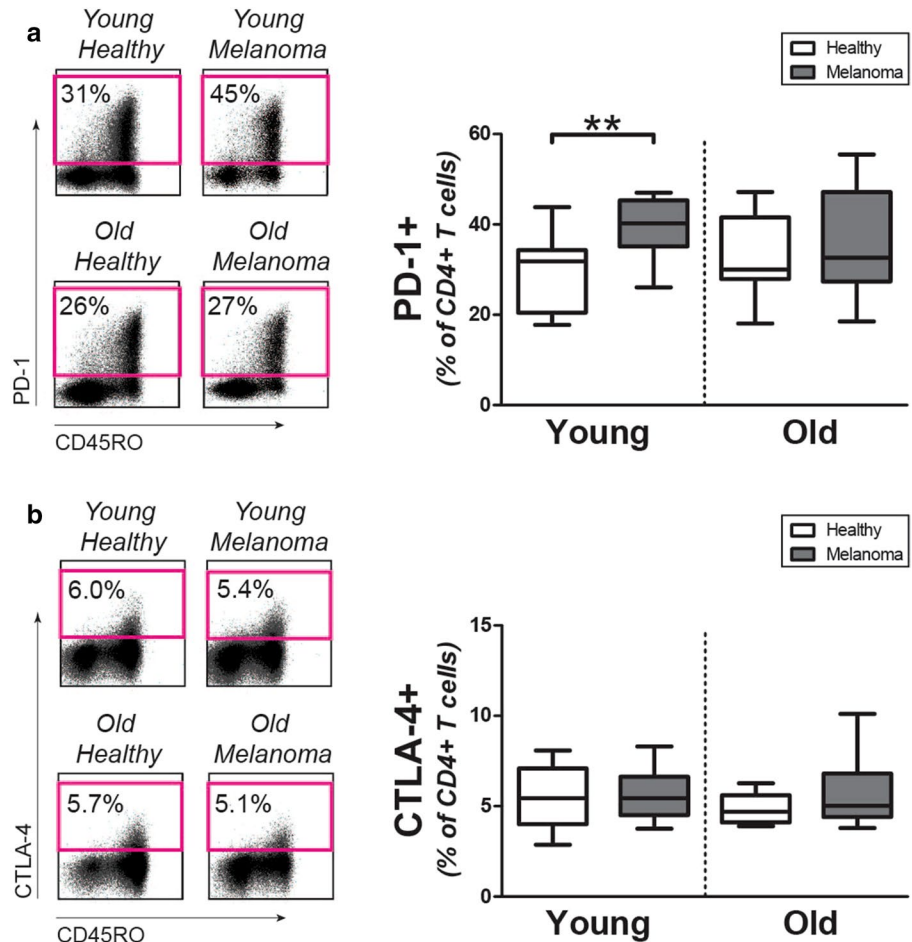 a
Young Healthy
Young Melanoma
31%
45%
Old Healthy
Old Melanoma
26%
27%
PD-1
CD45RO
Healthy
Melanoma
PD-1+
(% of CD4+ T cells)
60
40
20
0
**
Young
Old
b
Young Healthy
Young Melanoma
6.0%
5.4%
Old Healthy
Old Melanoma
5.7%
5.1%
CTLA-4
CD45RO
Healthy
Melanoma
CTLA-4+
(% of CD4+ T cells)
15
10
5
0
Young
Old